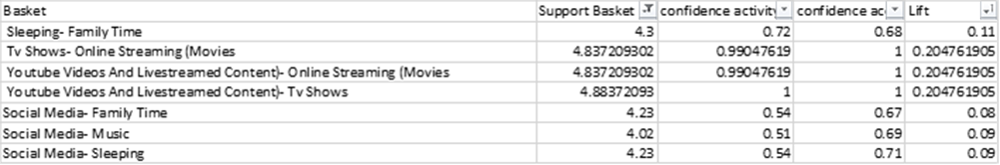 Basket Support Basket confidence activity confidence ac Lift
Sleeping- Family Time 4.3 0.72 0.68 0.11
Tv Shows- Online Streaming (Movies 4.837209302 0.99047619 1 0.204761905
Youtube Videos And Livestreamed Content)- Online Streaming (Movies 4.837209302 0.99047619 1 0.204761905
Youtube Videos And Livestreamed Content)- Tv Shows 4.88372093 1 1 0.204761905
Social Media- Family Time 4.23 0.54 0.67 0.08
Social Media- Music 4.02 0.51 0.69 0.09
Social Media- Sleeping 4.23 0.54 0.71 0.09